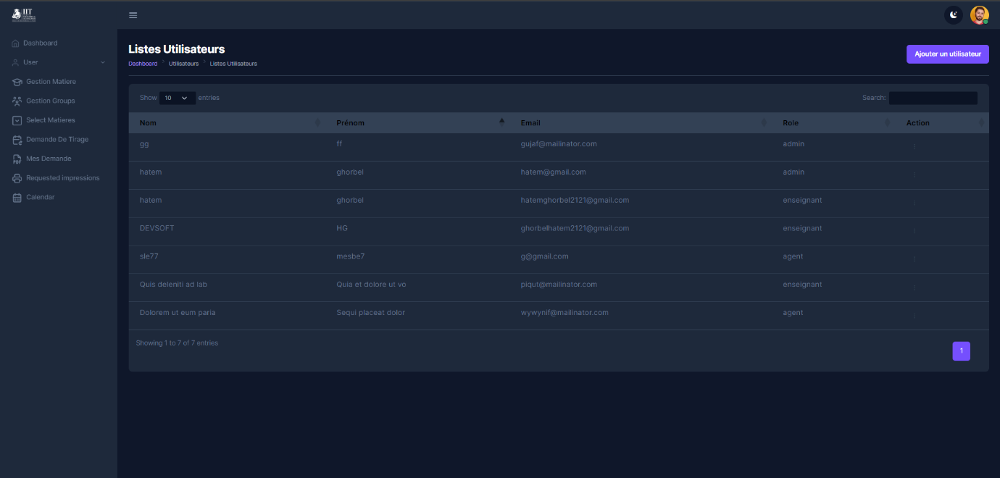 IIT
Dashboard
User
Gestion Matiere
Gestion Groups
Select Matieres
Demande De Tirage
Mes Demande
Requested impressions
Calendar
Listes Utilisateurs
Dashboard > Utilisateurs > Listes Utilisateurs
Ajouter un utilisateur
Show 10 entries
Search:
Nom Prénom Email Role Action
gg ff gujaf@mailinator.com admin
hatem ghorbel hatem@gmail.com admin
hatem ghorbel hatemghorbel2121@gmail.com enseignant
DEVSOFT HG ghorbelhatem2121@gmail.com enseignant
sle77 mesbe7 g@gmail.com agent
Quis deleniti ad lab Quia et dolore ut vo piqut@mailinator.com enseignant
Dolorem ut eum paria Sequi placeat dolor wywynif@mailinator.com agent
Showing 1 to 7 of 7 entries
1